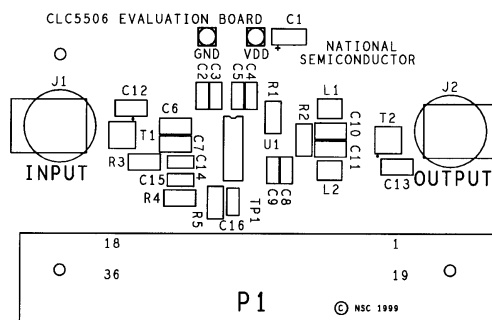 CLC5506 EVALUATION BOARD
C1
GND
VDD
NATIONAL
SEMICONDUCTOR
J1
C12
C2
C3
C5
C4
R1
L1
J2
C6
T1
C7
U1
R2
C10
C11
T2
R3
C14
INPUT
C15
R4
R5
C16
TP1
C9
C8
L2
C13
OUTPUT
18
1
36
19
P1
© NSC 1999